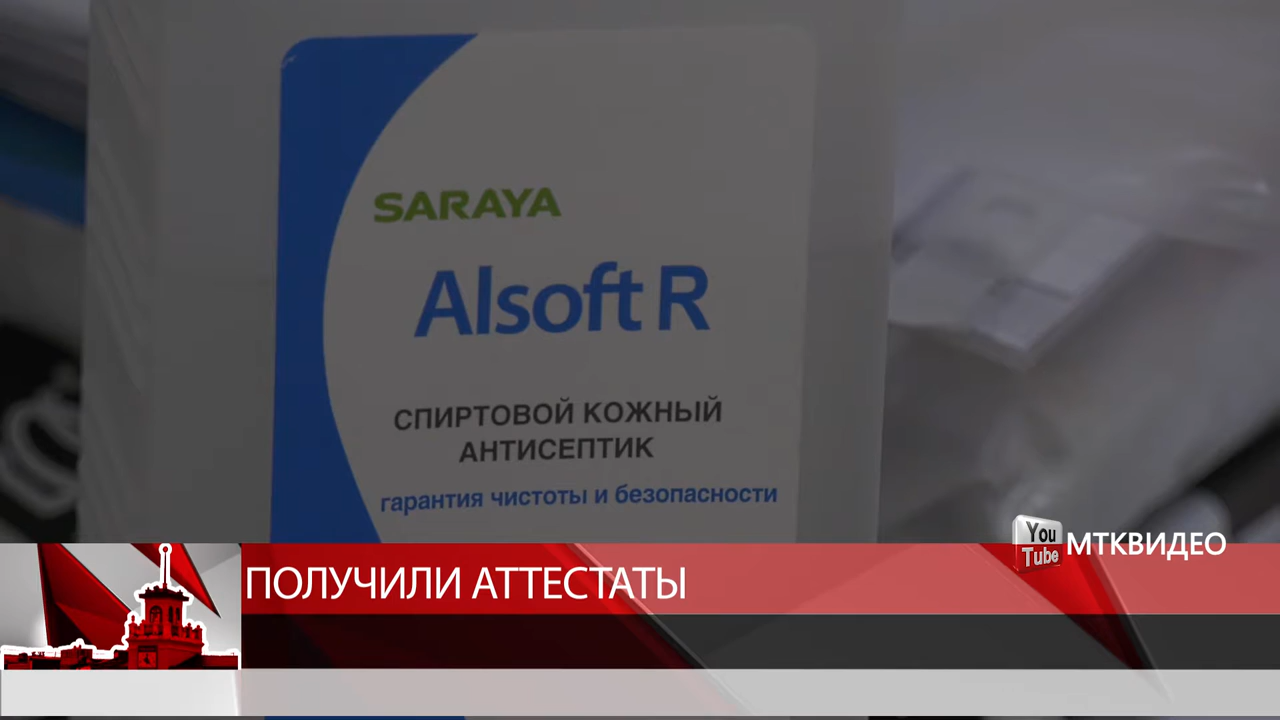 SARAYA
Alsoft R
СПИРТОВОЙ КОЖНЫЙ
АНТИСЕПТИК
гарантия чистоты и безопасности
You
Tube
МТКВИДЕО
ПОЛУЧИЛИ АТТЕСТАТЫ